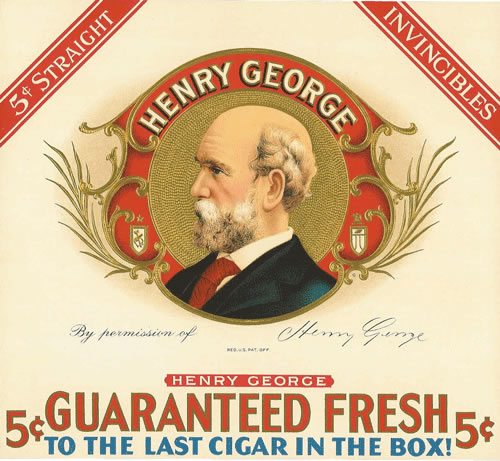 5¢ STRAIGHT
INVINCIBLES
HENRY GEORGE
By permission of Henry George
REG. U.S. PAT. OFF.
HENRY GEORGE
5¢ GUARANTEED FRESH 5¢
TO THE LAST CIGAR IN THE BOX!